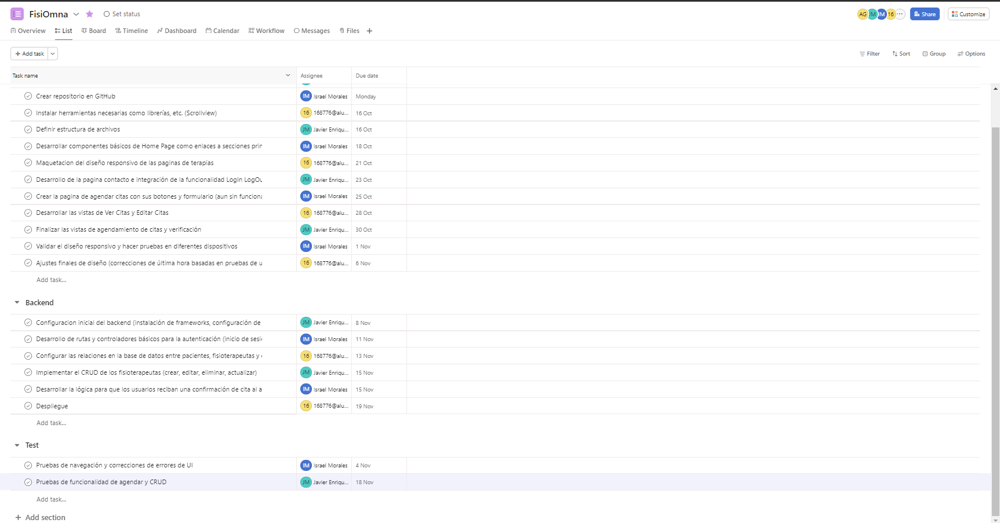 FisiOmna Set status AG JM IM 16 Share Customize
Overview List Board Timeline Dashboard Calendar Workflow Messages Files
Add task Filter Sort Group Options
Task name Assignee Due date
Crear repositorio en GitHub IM Israel Morales Monday
Instalar herramientas necesarias como librerías, etc. (Scrollview) 16 168776@alu... 16 Oct
Definir estructura de archivos JM Javier Enriqu... 16 Oct
Desarrollar componentes básicos de Home Page como enlaces a secciones prin IM Israel Morales 18 Oct
Maquetacion del diseño responsivo de las paginas de terapias 16 168776@alu... 21 Oct
Desarrollo de la pagina contacto e integración de la funcionalidad LogIn LogOu JM Javier Enriqu... 23 Oct
Crear la pagina de agendar citas con sus botones y formulario (aun sin funciona IM Israel Morales 25 Oct
Desarrollar las vistas de Ver Citas y Editar Citas 16 168776@alu... 28 Oct
Finalizar las vistas de agendamiento de citas y verificación JM Javier Enriqu... 30 Oct
Validar el diseño responsivo y hacer pruebas en diferentes dispositivos IM Israel Morales 1 Nov
Ajustes finales de diseño (correcciones de última hora basadas en pruebas de u 16 168776@alu... 6 Nov
Add task...
Backend
Configuracion inicial del backend (instalación de frameworks, configuración de JM Javier Enriqu... 8 Nov
Desarrollo de rutas y controladores básicos para la autenticación (inicio de sesi IM Israel Morales 11 Nov
Configurar las relaciones en la base de datos entre pacientes, fisioterapeutas y 16 168776@alu... 13 Nov
Implementar el CRUD de los fisioterapeutas (crear, editar, eliminar, actualizar) JM Javier Enriqu... 15 Nov
Desarrollar la lógica para que los usuarios reciban una confirmación de cita al a IM Israel Morales 15 Nov
Despliegue 16 168776@alu... 19 Nov
Add task...
Test
Pruebas de navegación y correcciones de errores de UI IM Israel Morales 4 Nov
Pruebas de funcionalidad de agendar y CRUD JM Javier Enriqu... 18 Nov
Add task...
Add section